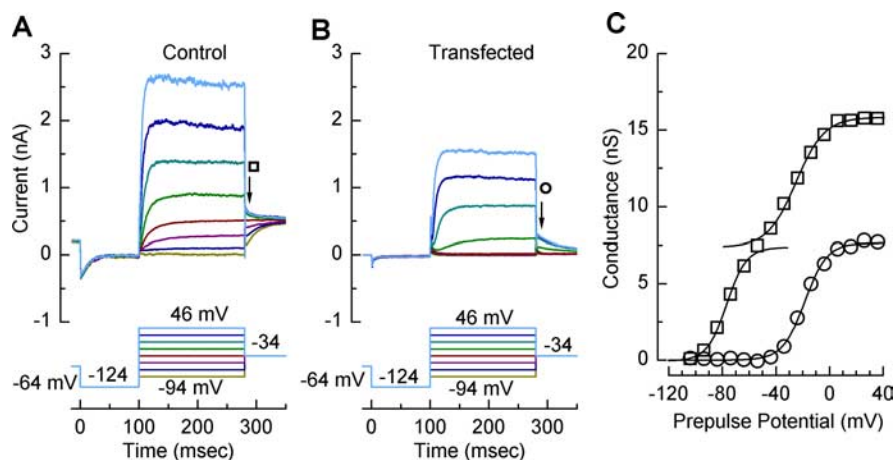 A
Control
3
2
1
0
-1
Current (nA)
46 mV
-34
-124
-64 mV
-94 mV
0 100 200 300
Time (msec)
B
Transfected
3
2
1
0
-1
46 mV
-34
-124
-64 mV
-94 mV
0 100 200 300
Time (msec)
C
20
15
10
5
0
Conductance (nS)
-120 -80 -40 0 40
Prepulse Potential (mV)